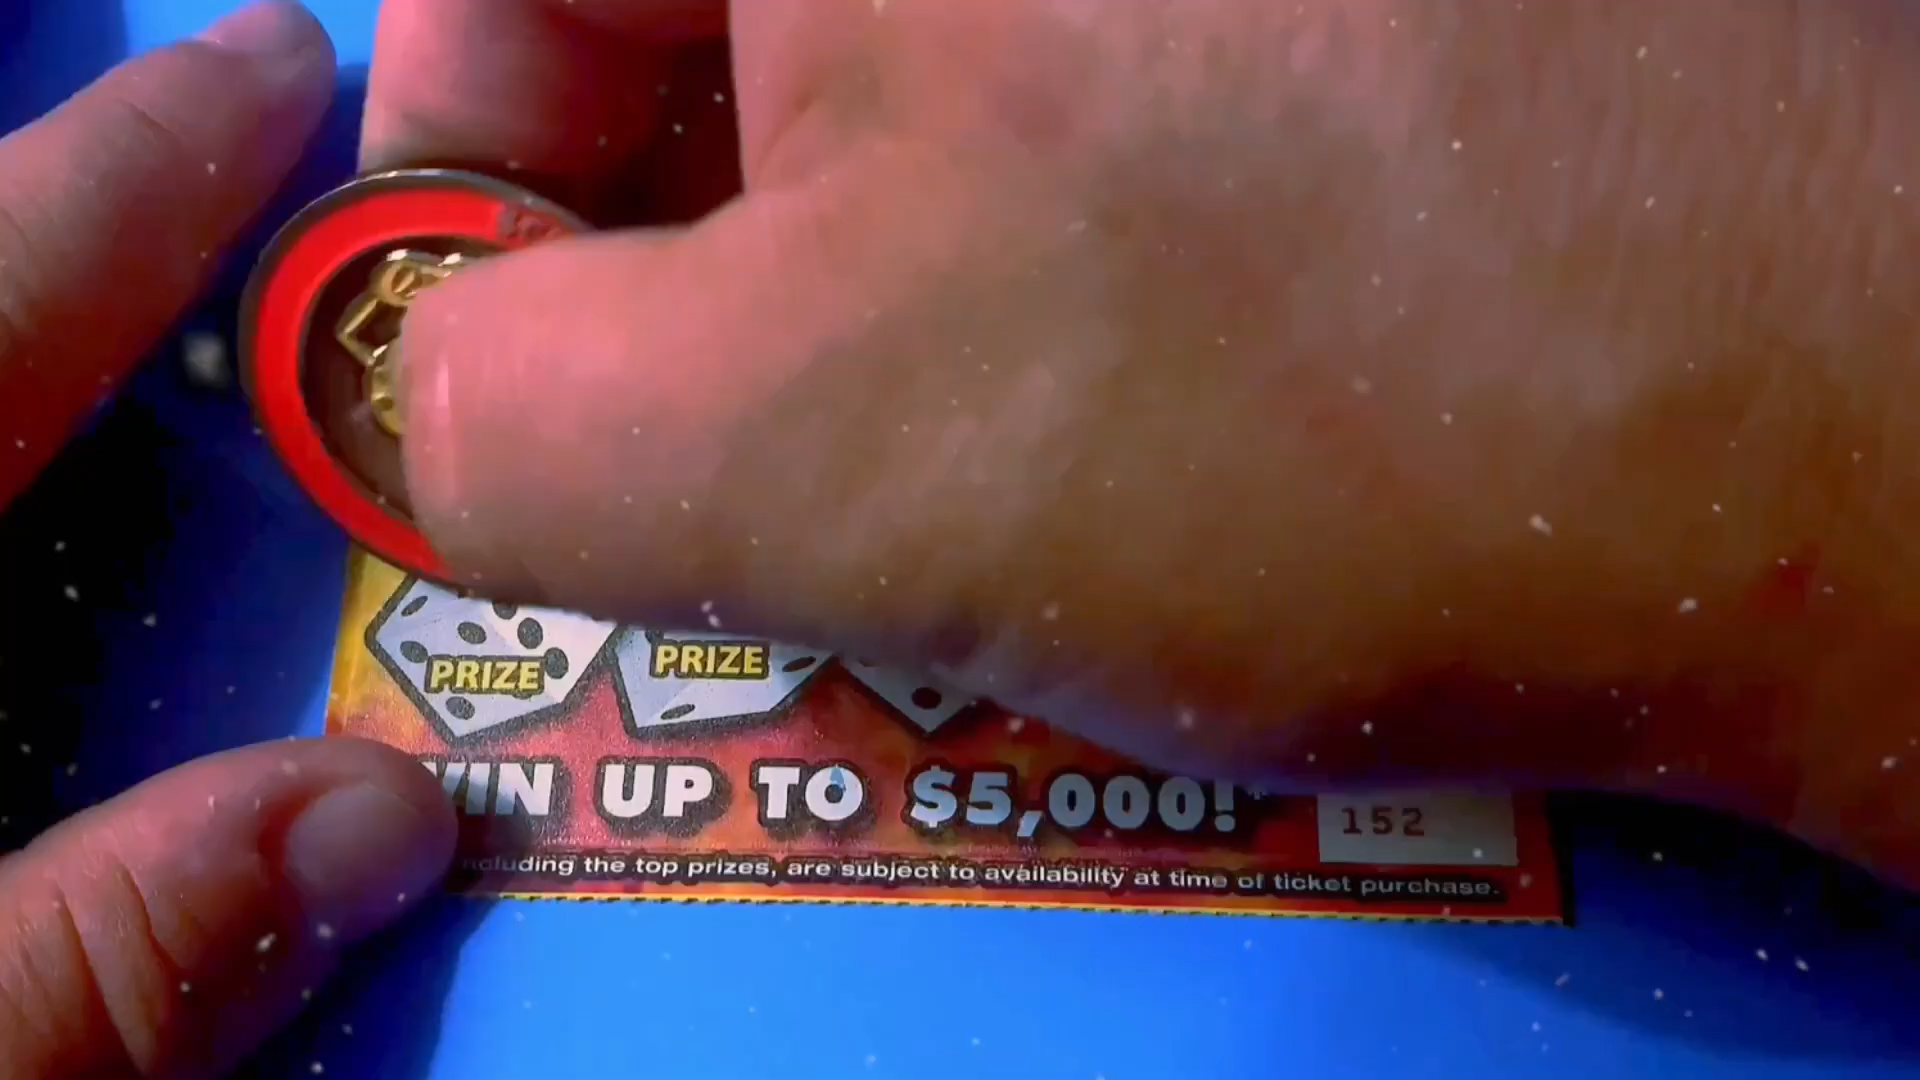 PRIZE PRIZE
WIN UP TO $5,000!*
152
including the top prizes, are subject to availability at time of ticket purchase.